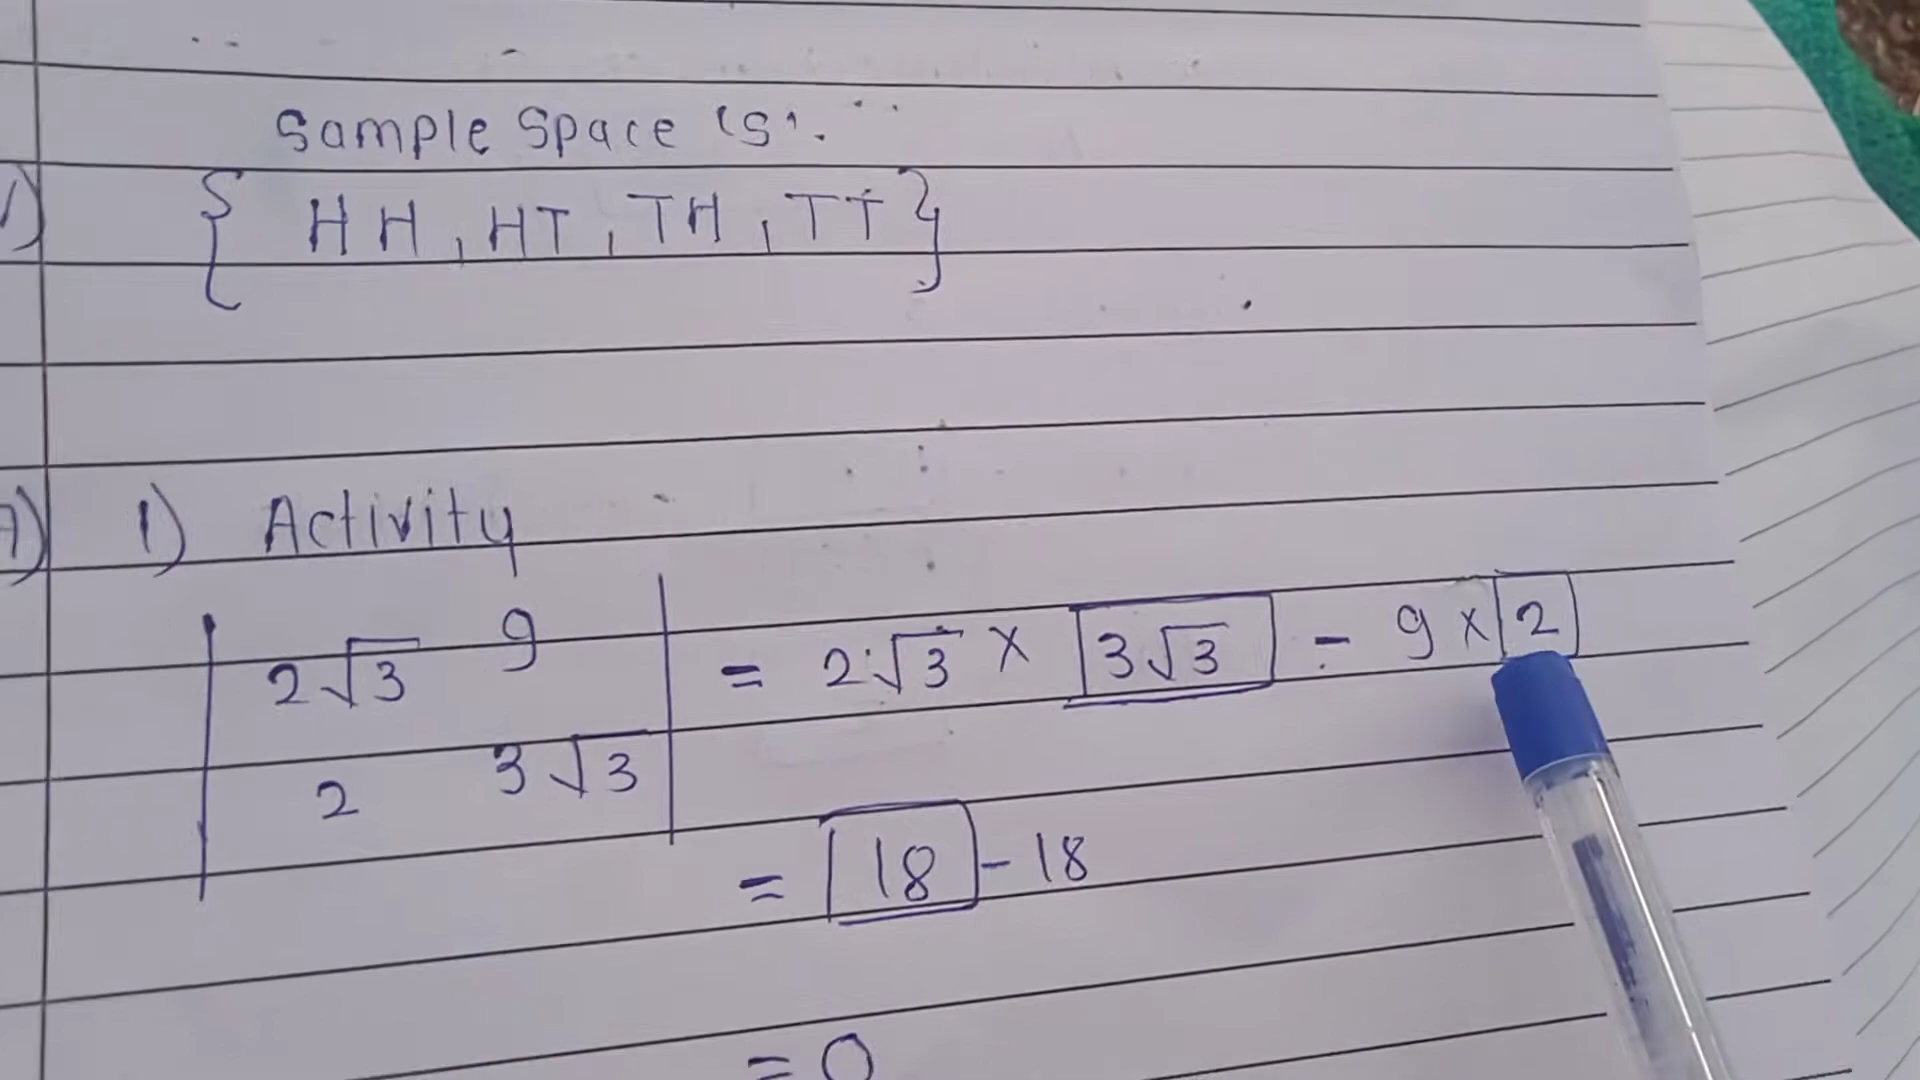 Sample Space is.
{ HH, HT, TH, TT }
1) Activity
| 2√3 9 | = 2√3 × 3√3 - 9 × 2
| 2 3√3 |
= 18 - 18
= 0